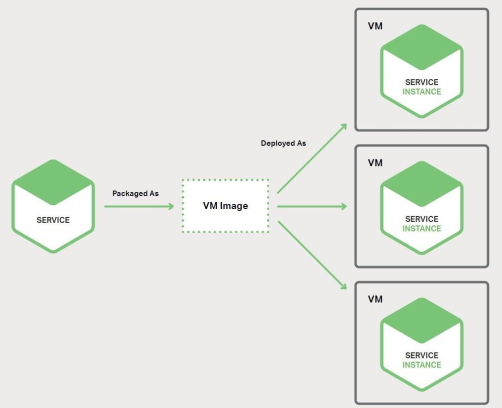 SERVICE
Packaged As
VM Image
Deployed As
VM
SERVICE
INSTANCE
VM
SERVICE
INSTANCE
VM
SERVICE
INSTANCE